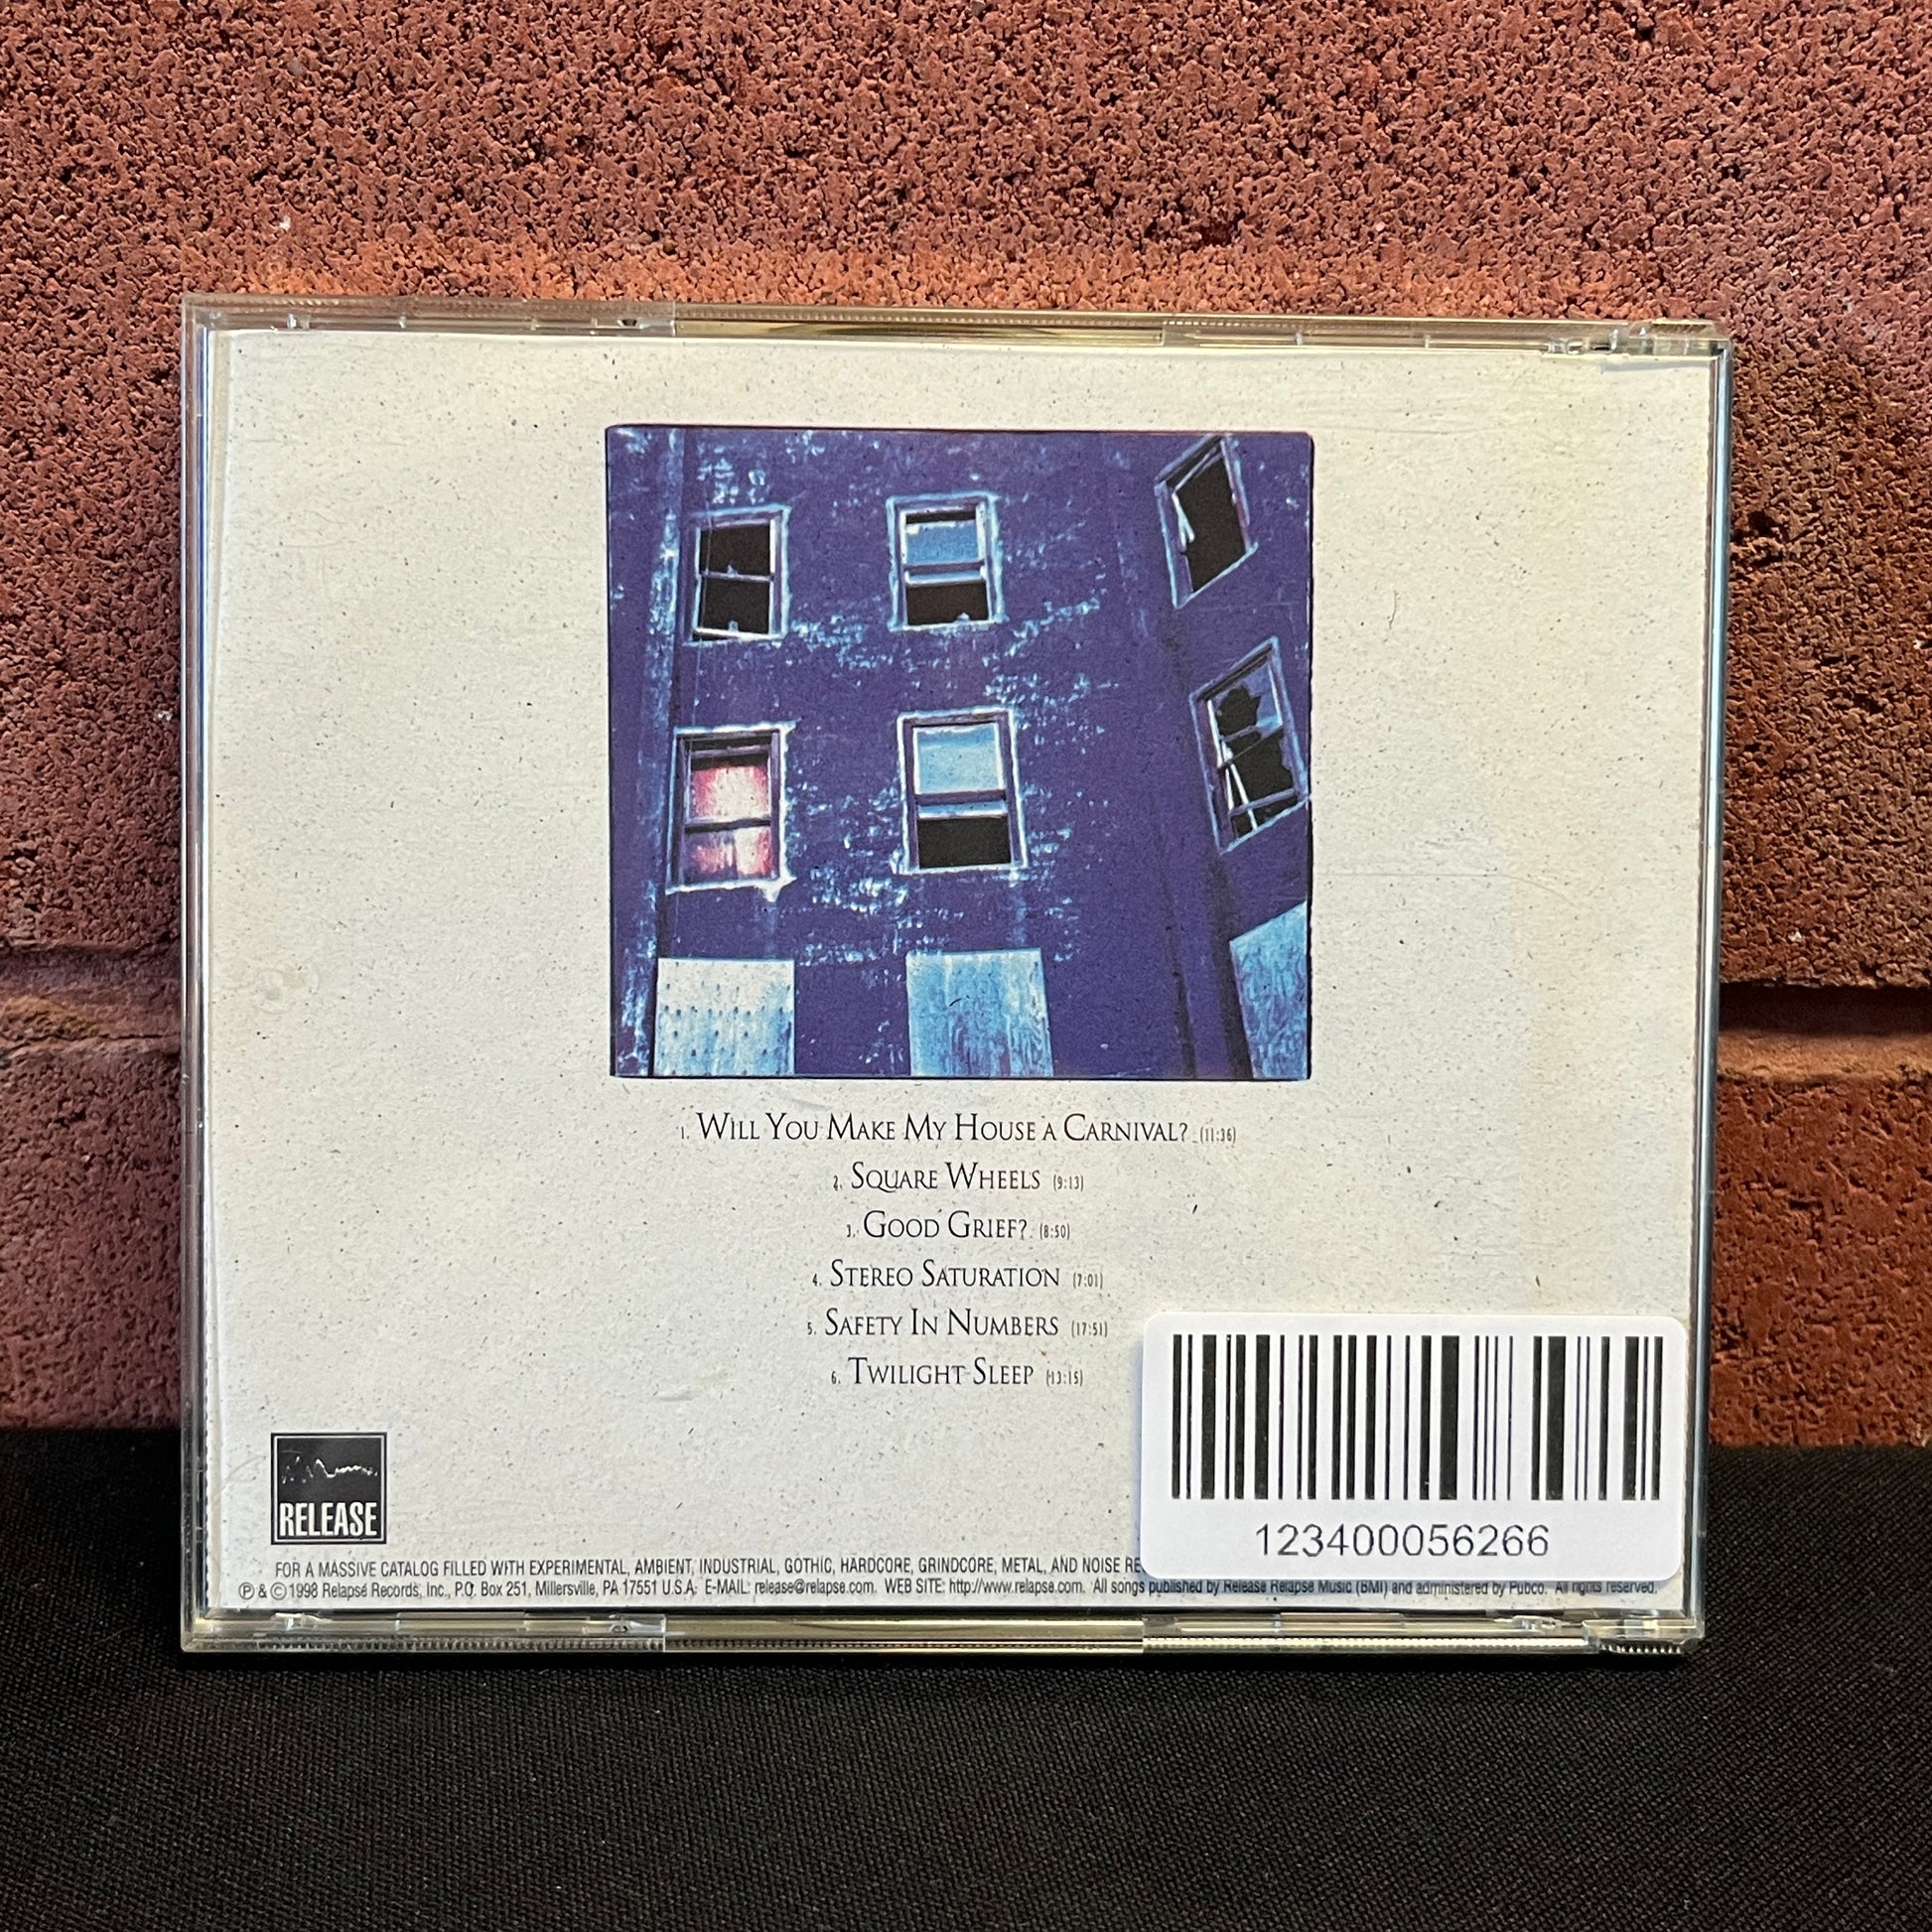 1. WILL YOU MAKE MY HOUSE A CARNIVAL? (11:36)
2. SQUARE WHEELS (9:13)
3. GOOD GRIEF? (8:50)
4. STEREO SATURATION (7:01)
5. SAFETY IN NUMBERS (17:51)
6. TWILIGHT SLEEP (13:15)
RELEASE
123400056266
FOR A MASSIVE CATALOG FILLED WITH EXPERIMENTAL, AMBIENT, INDUSTRIAL, GOTHIC, HARDCORE, GRINDCORE, METAL, AND NOISE RE
℗ & © 1998 Relapse Records, Inc., P.O. Box 251, Millersville, PA 17551 U.S.A. E-MAIL: release@relapse.com. WEB SITE: http://www.relapse.com. All songs published by Release Relapse Music (BMI) and administered by Pubco. All rights reserved.